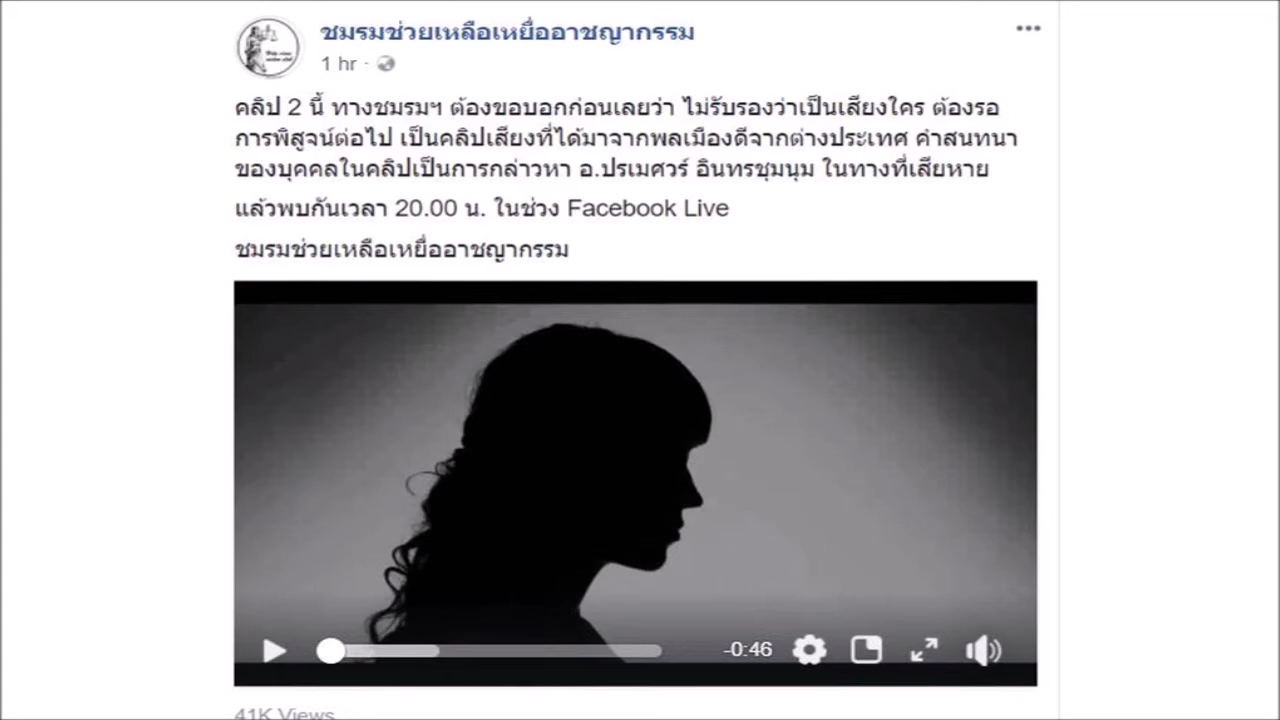 ชมรมช่วยเหลือเหยื่ออาชญากรรม
1 hr ·
คลิป 2 นี้ ทางชมรมฯ ต้องขอบอกก่อนเลยว่า ไม่รับรองว่าเป็นเสียงใคร ต้องรอ
การพิสูจน์ต่อไป เป็นคลิปเสียงที่ได้มาจากพลเมืองดีจากต่างประเทศ คำสนทนา
ของบุคคลในคลิปเป็นการกล่าวหา อ.ปรเมศวร์ อินทรชุมนุม ในทางที่เสียหาย
แล้วพบกันเวลา 20.00 น. ในช่วง Facebook Live
ชมรมช่วยเหลือเหยื่ออาชญากรรม
-0:46
41K Views